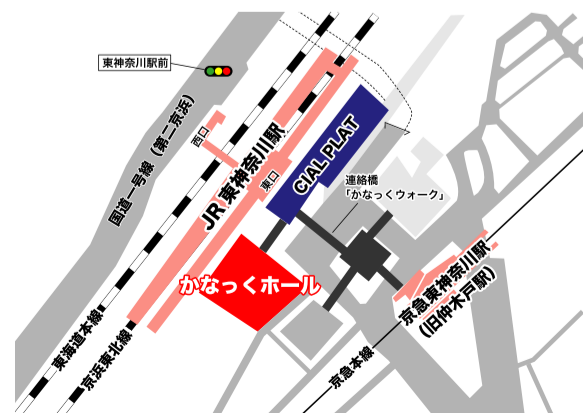 東神奈川駅前
国道一号線（第二京浜）
西口
JR 東神奈川駅
東口
CIAL PLAT
連絡橋
「かなっくウォーク」
かなっくホール
京急東神奈川駅
（旧仲木戸駅）
東海道本線
京浜東北線
京急本線